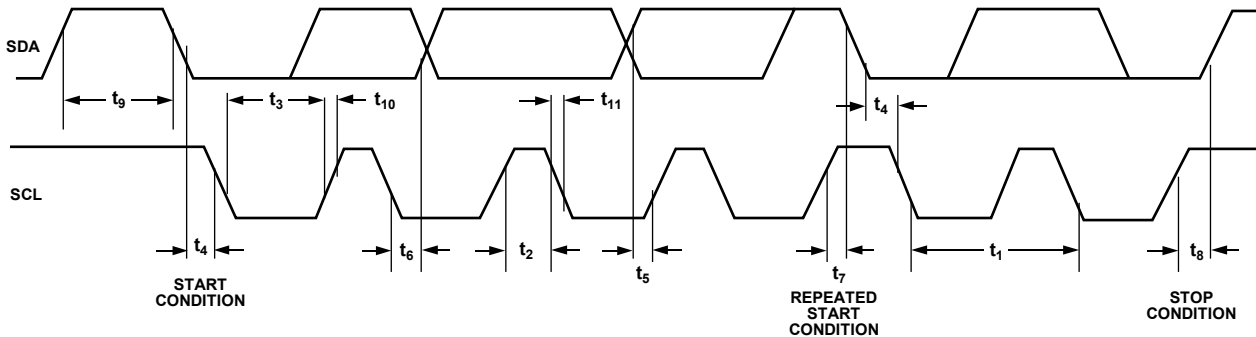 SDA
t9
t3
t10
t11
t4
SCL
t4
t6
t2
t5
t7
t1
t8
START
CONDITION
REPEATED
START
CONDITION
STOP
CONDITION